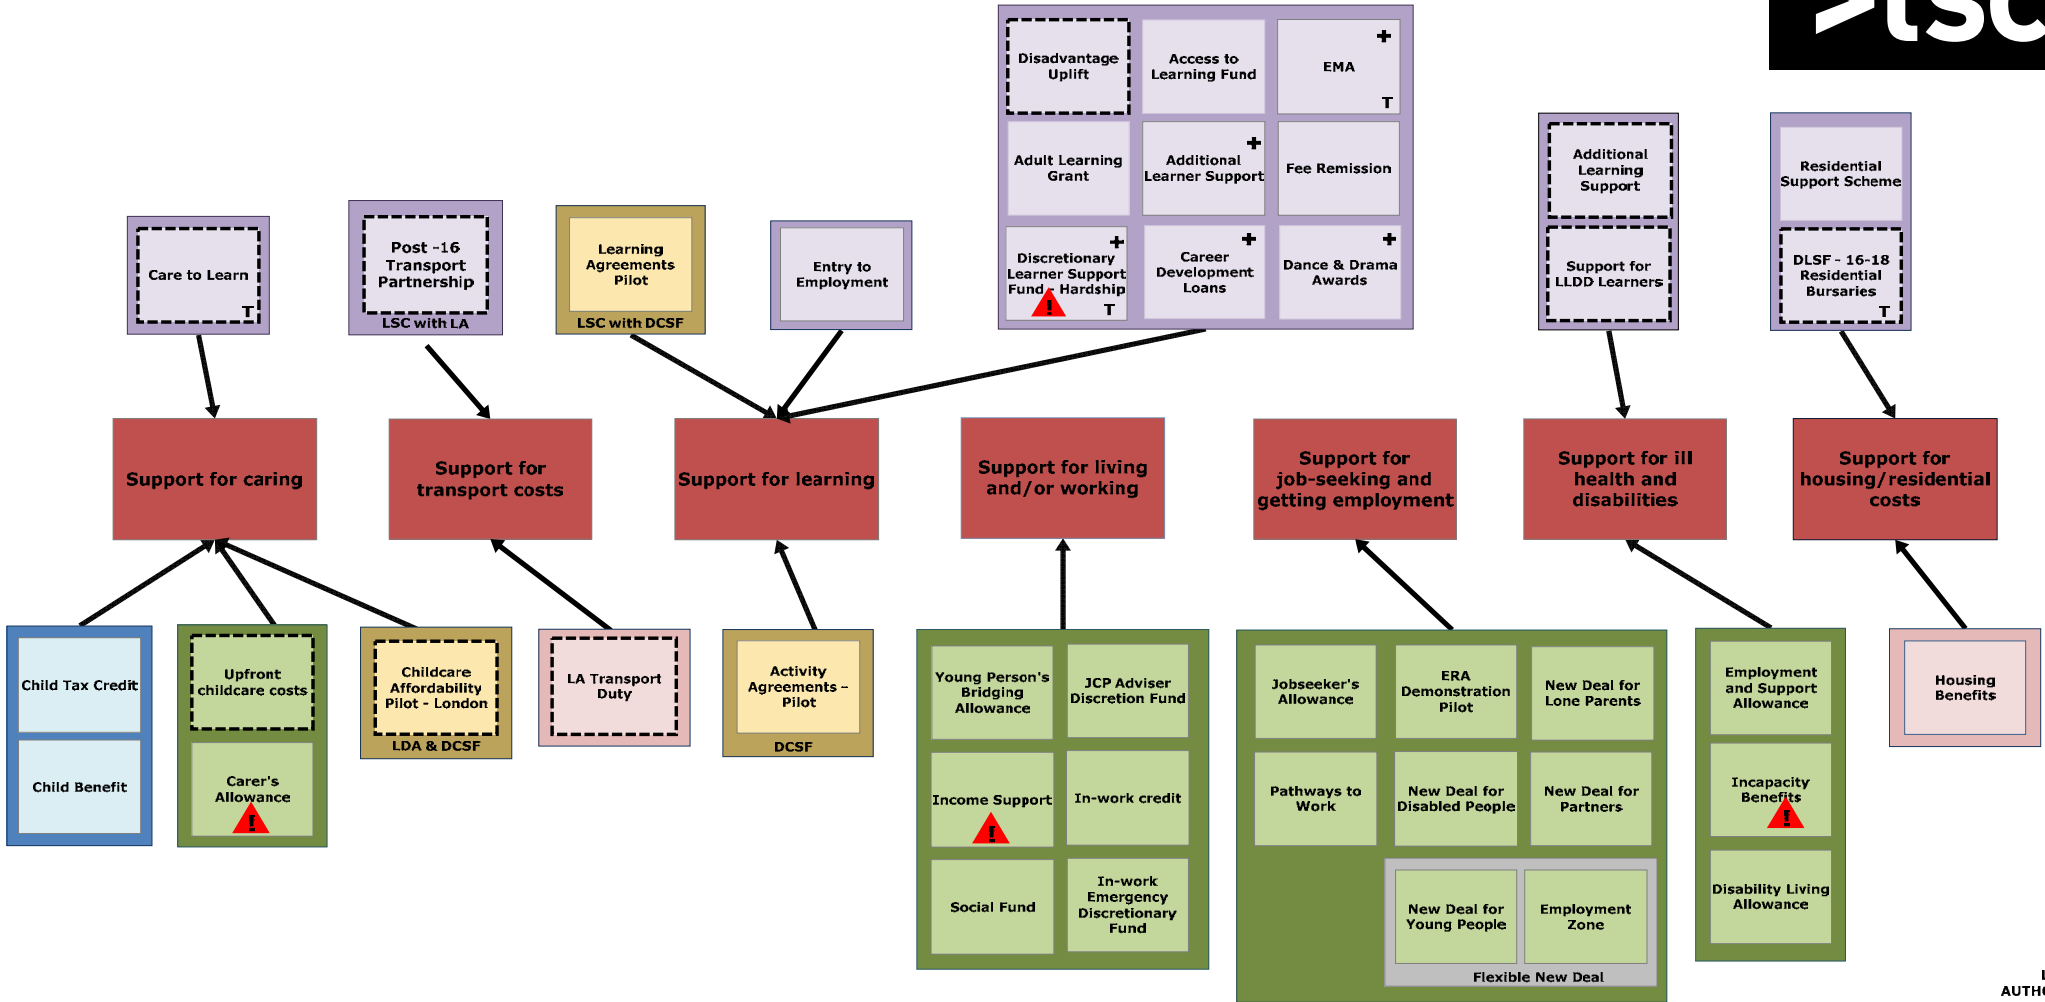 >lsc
Disadvantage
Uplift
Access to
Learning Fund
EMA
T
Adult Learning
Grant
Additional
Learner Support
Fee Remission
Discretionary
Learner Support
Fund - Hardship
T
Career
Development
Loans
Dance & Drama
Awards
Additional
Learning
Support
Support for
LLDD Learners
Residential
Support Scheme
DLSF - 16-18
Residential
Bursaries
T
Care to Learn
T
Post -16
Transport
Partnership
LSC with LA
Learning
Agreements
Pilot
LSC with DCSF
Entry to
Employment
Support for caring
Support for
transport costs
Support for learning
Support for living
and/or working
Support for
job-seeking and
getting employment
Support for ill
health and
disabilities
Support for
housing/residential
costs
Child Tax Credit
Child Benefit
Upfront
childcare costs
Carer's
Allowance
Childcare
Affordability
Pilot - London
LDA & DCSF
LA Transport
Duty
Activity
Agreements –
Pilot
DCSF
Young Person's
Bridging
Allowance
JCP Adviser
Discretion Fund
Income Support
In-work credit
Social Fund
In-work
Emergency
Discretionary
Fund
Jobseeker's
Allowance
ERA
Demonstration
Pilot
New Deal for
Lone Parents
Pathways to
Work
New Deal for
Disabled People
New Deal for
Partners
New Deal for
Young People
Employment
Zone
Flexible New Deal
Employment
and Support
Allowance
Incapacity
Benefits
Disability Living
Allowance
Housing
Benefits